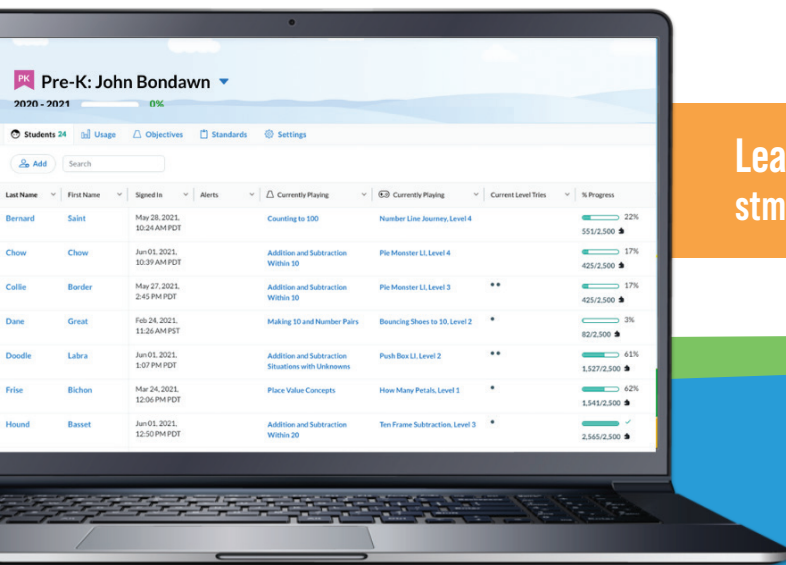 PK Pre-K: John Bondawn
2020 - 2021 0%
Students 24 Usage Objectives Standards Settings
Add Search
Last Name First Name Signed In Alerts Currently Playing Currently Playing Current Level Tries % Progress
Bernard Saint May 28, 2021, Counting to 100 Number Line Journey, Level 4 22%
10:24 AM PDT 551/2,500
Chow Chow Jun 01, 2021, Addition and Subtraction Pie Monster LI, Level 4 17%
10:39 AM PDT Within 10 425/2,500
Collie Border May 27, 2021, Addition and Subtraction Pie Monster LI, Level 3 17%
2:45 PM PDT Within 10 425/2,500
Dane Great Feb 24, 2021, Making 10 and Number Pairs Bouncing Shoes to 10, Level 2 3%
11:26 AM PST 82/2,500
Doodle Labra Jun 01, 2021, Addition and Subtraction Push Box LI, Level 2 61%
1:07 PM PDT Situations with Unknowns 1,527/2,500
Frise Bichon Mar 24, 2021, Place Value Concepts How Many Petals, Level 1 62%
12:06 PM PDT 1,541/2,500
Hound Basset Jun 01, 2021, Addition and Subtraction Ten Frame Subtraction, Level 3
12:50 PM PDT Within 20 2,565/2,500
Lea
stm